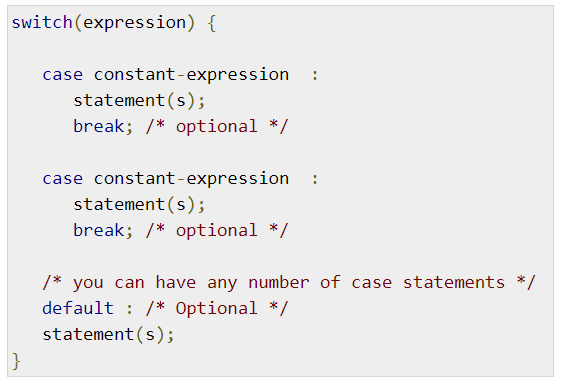 switch(expression) {
case constant-expression :
statement(s);
break; /* optional */
case constant-expression :
statement(s);
break; /* optional */
/* you can have any number of case statements */
default : /* Optional */
statement(s);
}